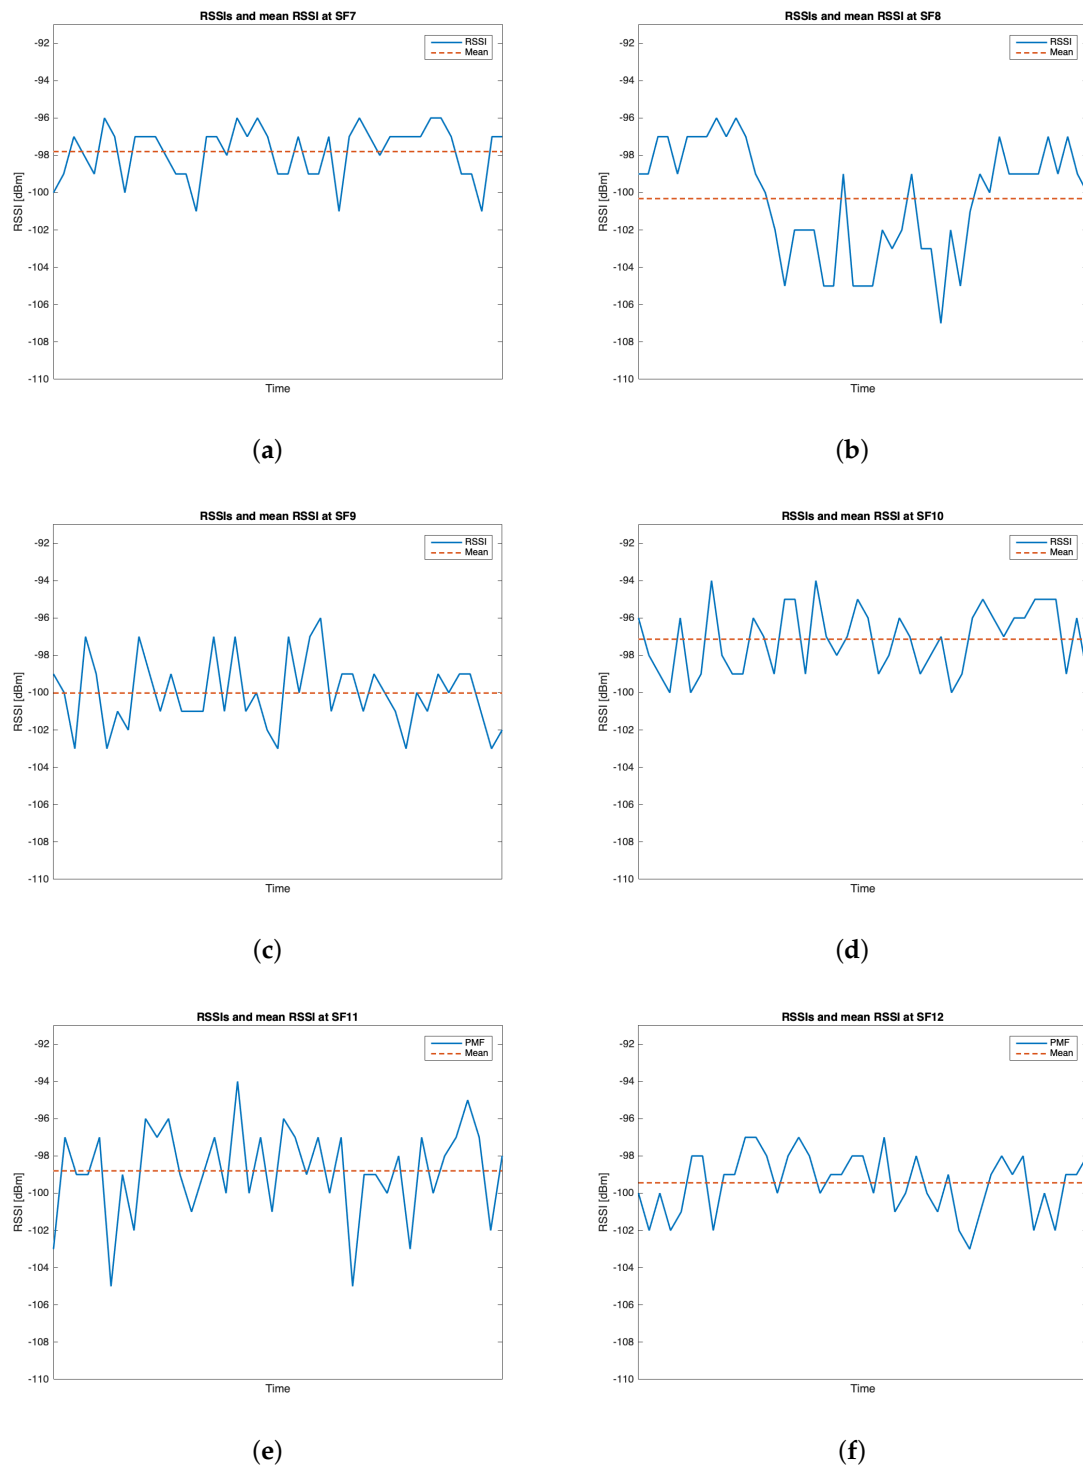 RSSIs and mean RSSI at SF7
RSSI
Mean
-92
-94
-96
-98
-100
-102
-104
-106
-108
-110
RSSI [dBm]
Time
(a)
RSSIs and mean RSSI at SF8
RSSI
Mean
-92
-94
-96
-98
-100
-102
-104
-106
-108
-110
RSSI [dBm]
Time
(b)
RSSIs and mean RSSI at SF9
RSSI
Mean
-92
-94
-96
-98
-100
-102
-104
-106
-108
-110
RSSI [dBm]
Time
(c)
RSSIs and mean RSSI at SF10
RSSI
Mean
-92
-94
-96
-98
-100
-102
-104
-106
-108
-110
RSSI [dBm]
Time
(d)
RSSIs and mean RSSI at SF11
PMF
Mean
-92
-94
-96
-98
-100
-102
-104
-106
-108
-110
RSSI [dBm]
Time
(e)
RSSIs and mean RSSI at SF12
PMF
Mean
-92
-94
-96
-98
-100
-102
-104
-106
-108
-110
RSSI [dBm]
Time
(f)